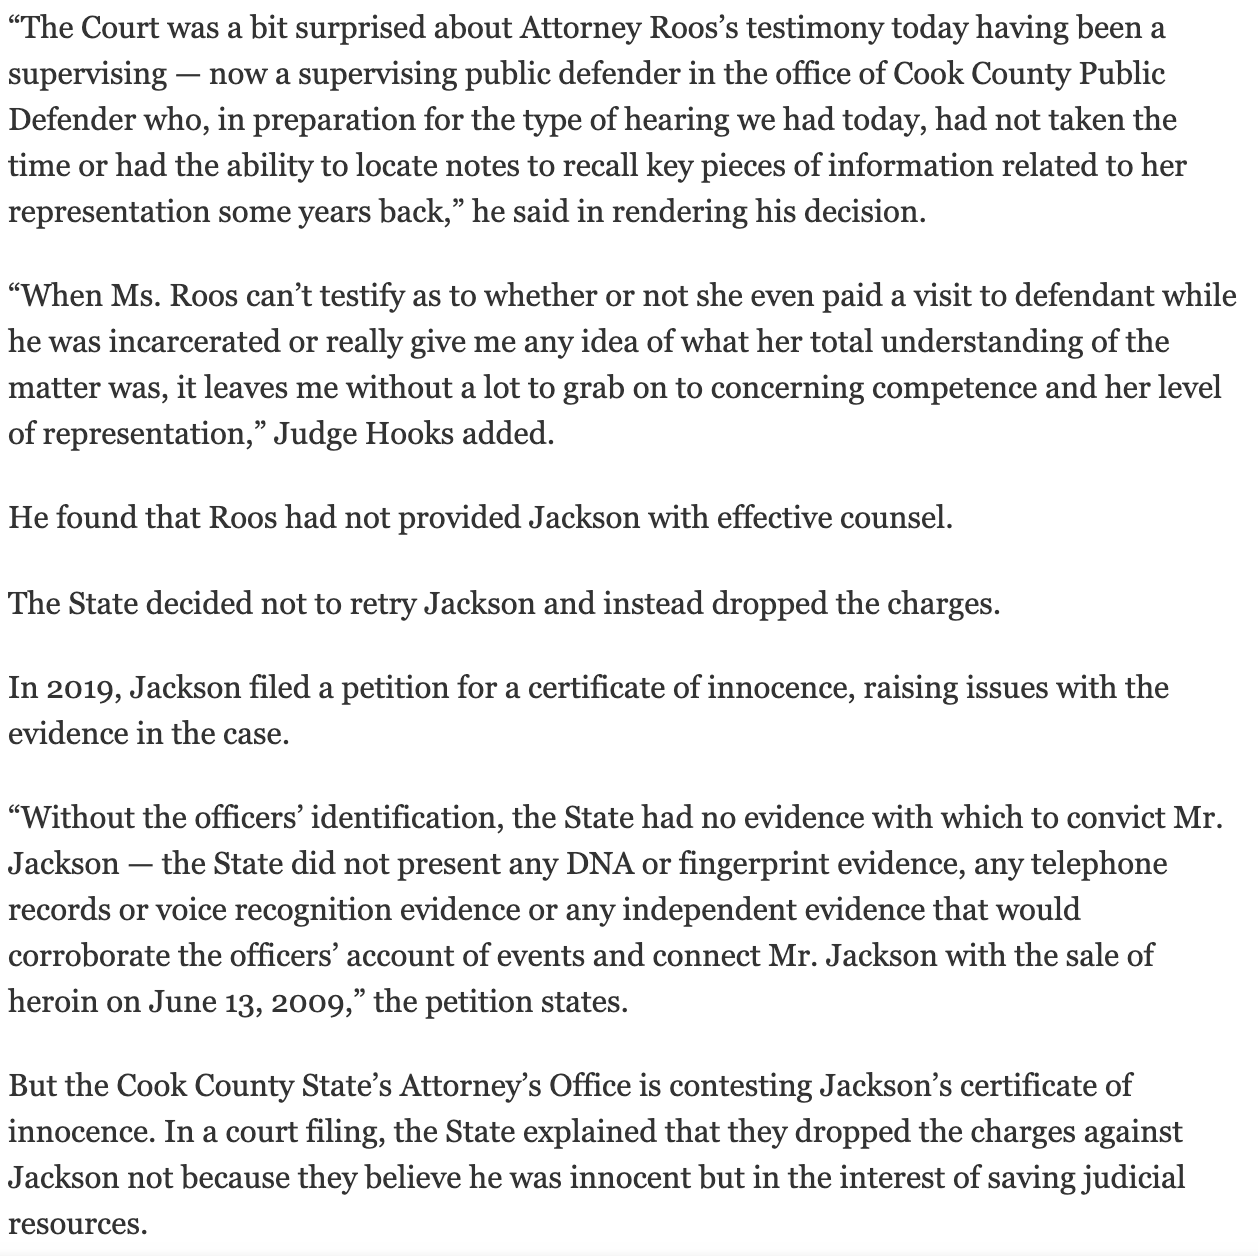 “The Court was a bit surprised about Attorney Roos’s testimony today having been a
supervising — now a supervising public defender in the office of Cook County Public
Defender who, in preparation for the type of hearing we had today, had not taken the
time or had the ability to locate notes to recall key pieces of information related to her
representation some years back,” he said in rendering his decision.
“When Ms. Roos can’t testify as to whether or not she even paid a visit to defendant while
he was incarcerated or really give me any idea of what her total understanding of the
matter was, it leaves me without a lot to grab on to concerning competence and her level
of representation,” Judge Hooks added.
He found that Roos had not provided Jackson with effective counsel.
The State decided not to retry Jackson and instead dropped the charges.
In 2019, Jackson filed a petition for a certificate of innocence, raising issues with the
evidence in the case.
“Without the officers’ identification, the State had no evidence with which to convict Mr.
Jackson — the State did not present any DNA or fingerprint evidence, any telephone
records or voice recognition evidence or any independent evidence that would
corroborate the officers’ account of events and connect Mr. Jackson with the sale of
heroin on June 13, 2009,” the petition states.
But the Cook County State’s Attorney’s Office is contesting Jackson’s certificate of
innocence. In a court filing, the State explained that they dropped the charges against
Jackson not because they believe he was innocent but in the interest of saving judicial
resources.